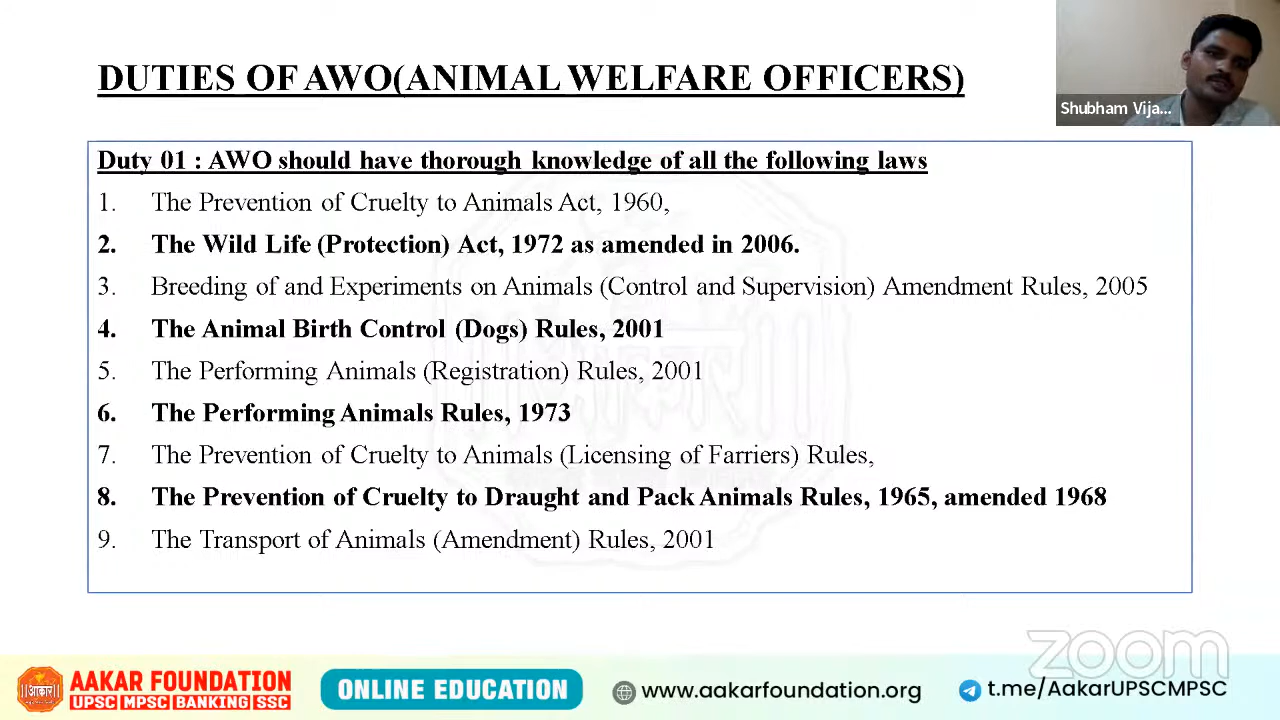 DUTIES OF AWO(ANIMAL WELFARE OFFICERS)
Shubham Vija...
Duty 01 : AWO should have thorough knowledge of all the following laws
1. The Prevention of Cruelty to Animals Act, 1960,
2. The Wild Life (Protection) Act, 1972 as amended in 2006.
3. Breeding of and Experiments on Animals (Control and Supervision) Amendment Rules, 2005
4. The Animal Birth Control (Dogs) Rules, 2001
5. The Performing Animals (Registration) Rules, 2001
6. The Performing Animals Rules, 1973
7. The Prevention of Cruelty to Animals (Licensing of Farriers) Rules,
8. The Prevention of Cruelty to Draught and Pack Animals Rules, 1965, amended 1968
9. The Transport of Animals (Amendment) Rules, 2001
zoom
॥आकार॥
AAKAR FOUNDATION
UPSC MPSC BANKING SSC
ONLINE EDUCATION
www.aakarfoundation.org
t.me/AakarUPSCMPSC